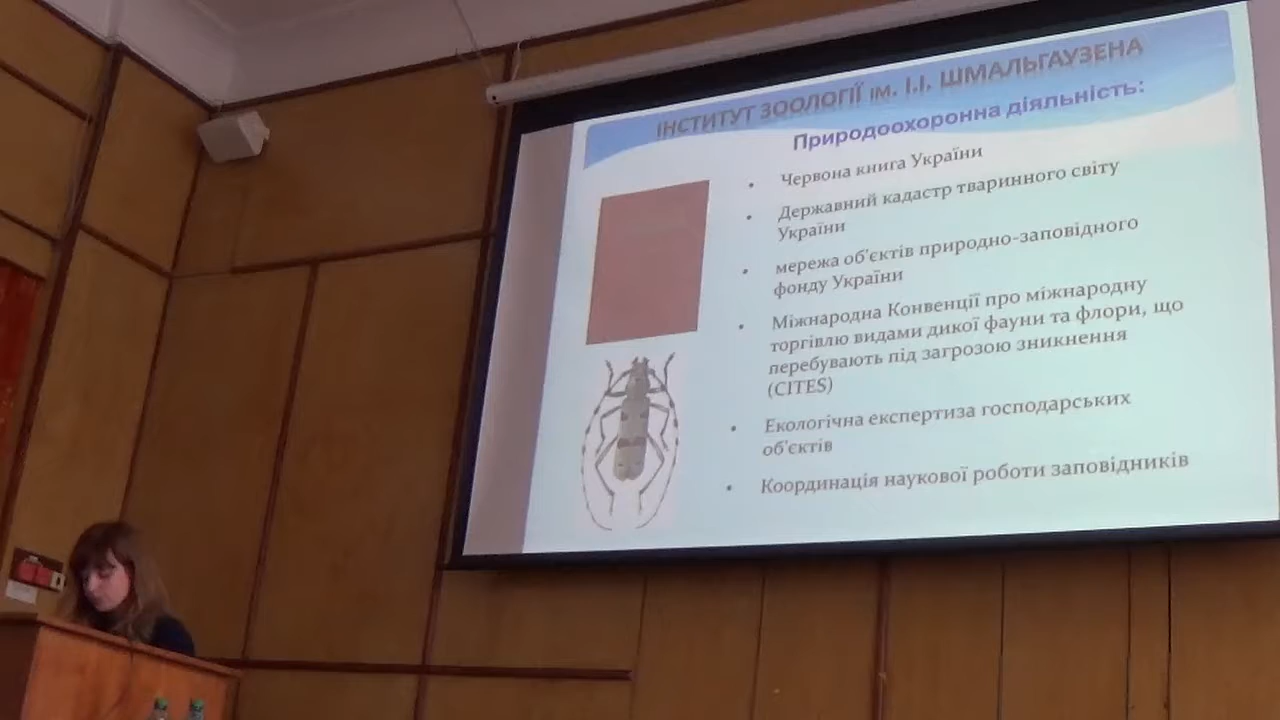 ІНСТИТУТ ЗООЛОГІЇ ІМ. І.І. ШМАЛЬГАУЗЕНА
Природоохоронна діяльність:
• Червона книга України
• Державний кадастр тваринного світу
України
• мережа об'єктів природно-заповідного
фонду України
• Міжнародна Конвенції про міжнародну
торгівлю видами дикої фауни та флори, що
перебувають під загрозою зникнення
(CITES)
• Екологічна експертиза господарських
об'єктів
• Координація наукової роботи заповідників